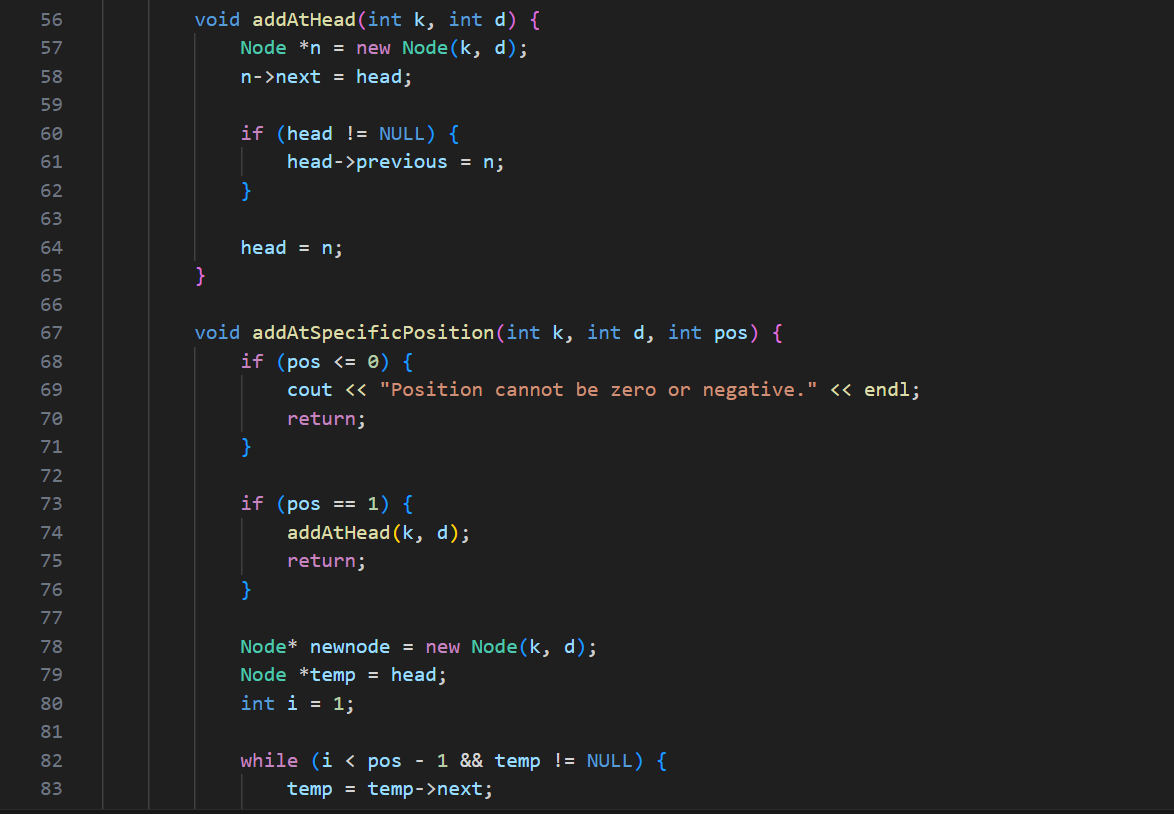 56 void addAtHead(int k, int d) {
57 Node *n = new Node(k, d);
58 n->next = head;
59
60 if (head != NULL) {
61 head->previous = n;
62 }
63
64 head = n;
65 }
66
67 void addAtSpecificPosition(int k, int d, int pos) {
68 if (pos <= 0) {
69 cout << "Position cannot be zero or negative." << endl;
70 return;
71 }
72
73 if (pos == 1) {
74 addAtHead(k, d);
75 return;
76 }
77
78 Node* newnode = new Node(k, d);
79 Node *temp = head;
80 int i = 1;
81
82 while (i < pos - 1 && temp != NULL) {
83 temp = temp->next;